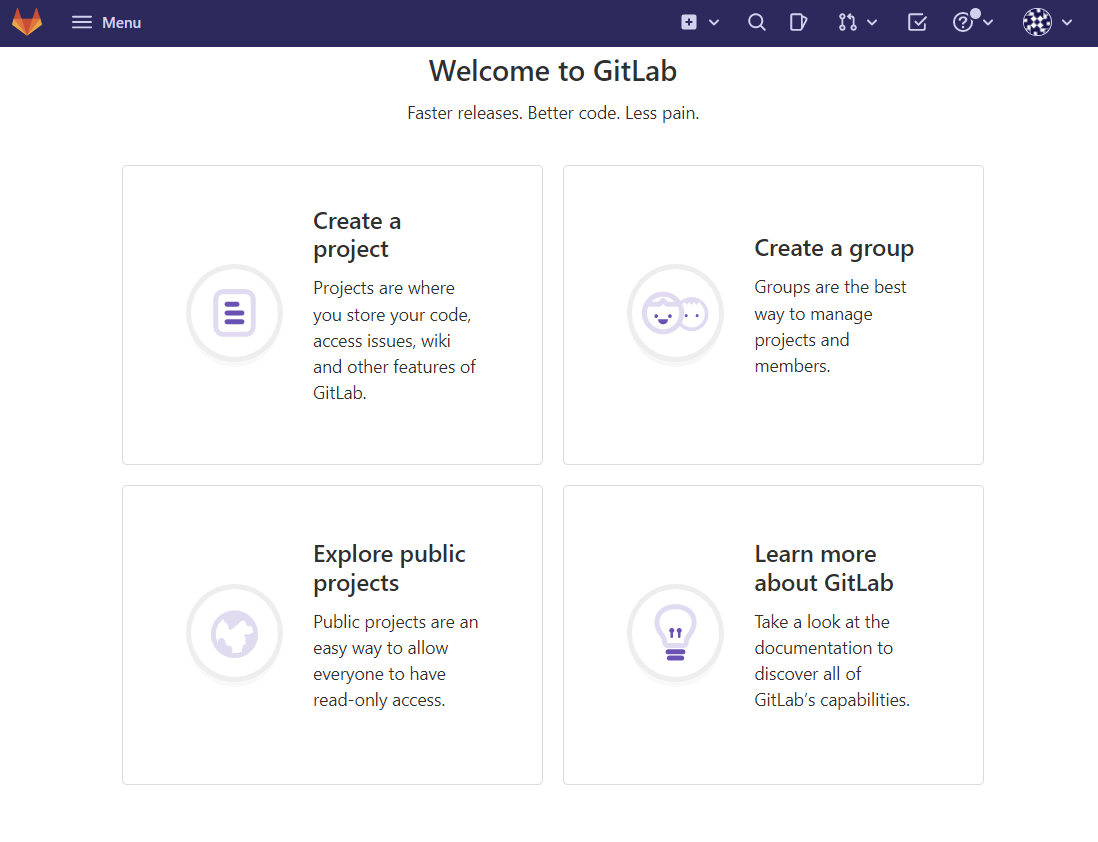 Menu
Welcome to GitLab
Faster releases. Better code. Less pain.
Create a
project
Projects are where
you store your code,
access issues, wiki
and other features of
GitLab.
Create a group
Groups are the best
way to manage
projects and
members.
Explore public
projects
Public projects are an
easy way to allow
everyone to have
read-only access.
Learn more
about GitLab
Take a look at the
documentation to
discover all of
GitLab’s capabilities.